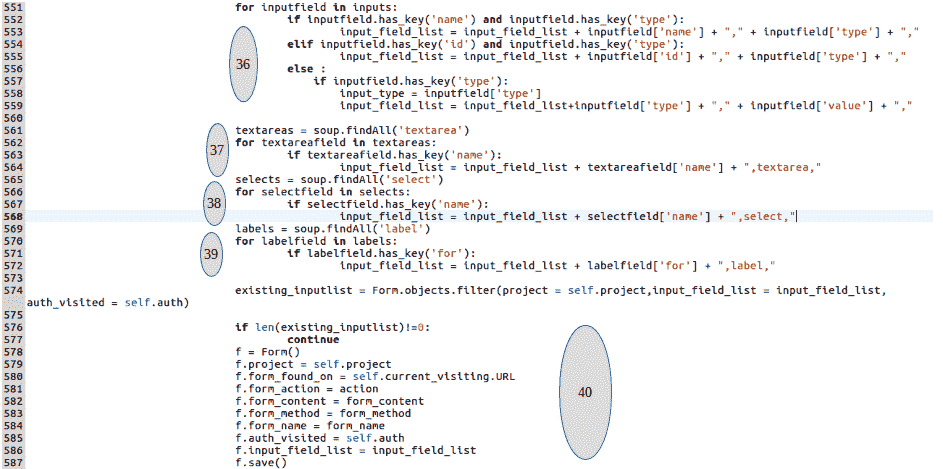 551 for inputfield in inputs:
552 if inputfield.has_key('name') and inputfield.has_key('type'):
553 input_field_list = input_field_list + inputfield['name'] + "," + inputfield['type'] + ","
554 elif inputfield.has_key('id') and inputfield.has_key('type'):
555 input_field_list = input_field_list + inputfield['id'] + "," + inputfield['type'] + ","
36
556 else :
557 if inputfield.has_key('type'):
558 input_type = inputfield['type']
559 input_field_list = input_field_list+inputfield['type'] + "," + inputfield['value'] + ","
560
561 textareas = soup.findAll('textarea')
562 for textareafield in textareas:
37
563 if textareafield.has_key('name'):
564 input_field_list = input_field_list + textareafield['name'] + ",textarea,"
565 selects = soup.findAll('select')
566 for selectfield in selects:
38
567 if selectfield.has_key('name'):
568 input_field_list = input_field_list + selectfield['name'] + ",select,"
569 labels = soup.findAll('label')
570 for labelfield in labels:
39
571 if labelfield.has_key('for'):
572 input_field_list = input_field_list + labelfield['for'] + ",label,"
573
574 existing_inputlist = Form.objects.filter(project = self.project,input_field_list = input_field_list,
auth_visited = self.auth)
575
576 if len(existing_inputlist)!=0:
577 continue
578 f = Form()
579 f.project = self.project
580 f.form_found_on = self.current_visiting.URL
581 f.form_action = action
40
582 f.form_content = form_content
583 f.form_method = form_method
584 f.form_name = form_name
585 f.auth_visited = self.auth
586 f.input_field_list = input_field_list
587 f.save()